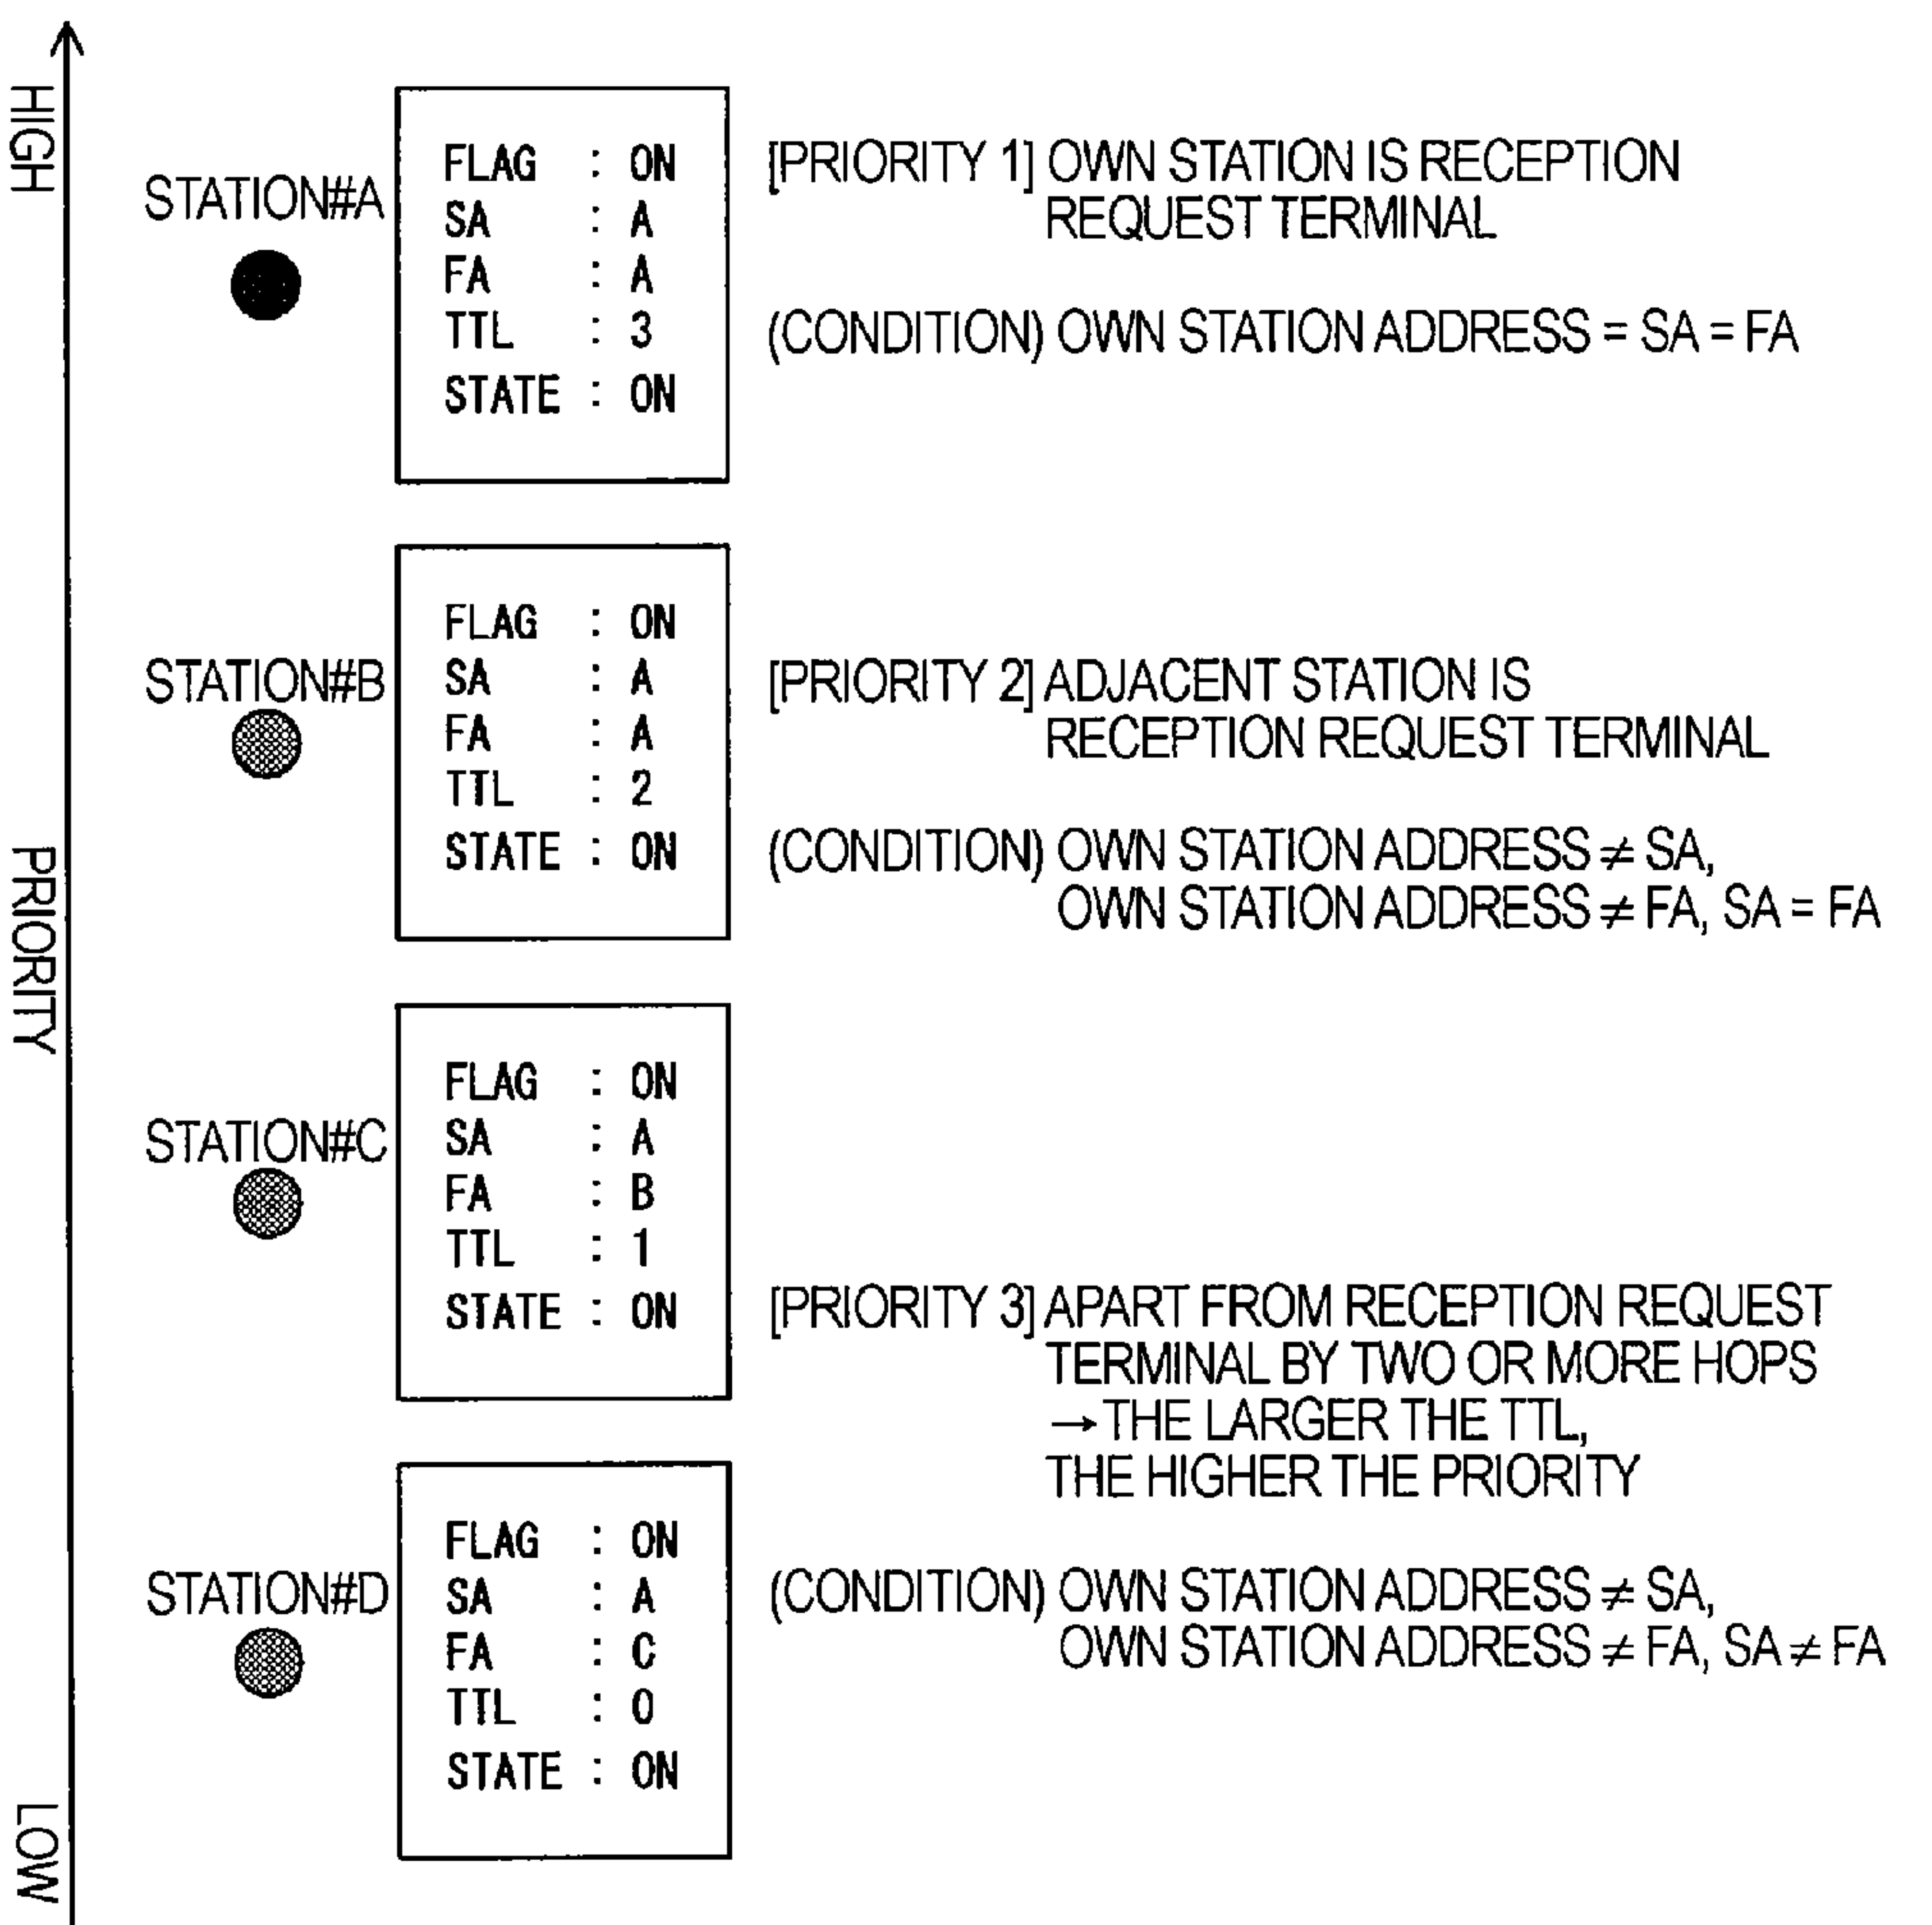 HIGH
PRIORITY
LOW
STATION#A
FLAG : ON
SA : A
FA : A
TTL : 3
STATE : ON
[PRIORITY 1] OWN STATION IS RECEPTION
REQUEST TERMINAL
(CONDITION) OWN STATION ADDRESS = SA = FA
STATION#B
FLAG : ON
SA : A
FA : A
TTL : 2
STATE : ON
[PRIORITY 2] ADJACENT STATION IS
RECEPTION REQUEST TERMINAL
(CONDITION) OWN STATION ADDRESS ≠ SA,
OWN STATION ADDRESS ≠ FA, SA = FA
STATION#C
FLAG : ON
SA : A
FA : B
TTL : 1
STATE : ON
[PRIORITY 3] APART FROM RECEPTION REQUEST
TERMINAL BY TWO OR MORE HOPS
→THE LARGER THE TTL,
THE HIGHER THE PRIORITY
STATION#D
FLAG : ON
SA : A
FA : C
TTL : 0
STATE : ON
(CONDITION) OWN STATION ADDRESS ≠ SA,
OWN STATION ADDRESS ≠ FA, SA ≠ FA